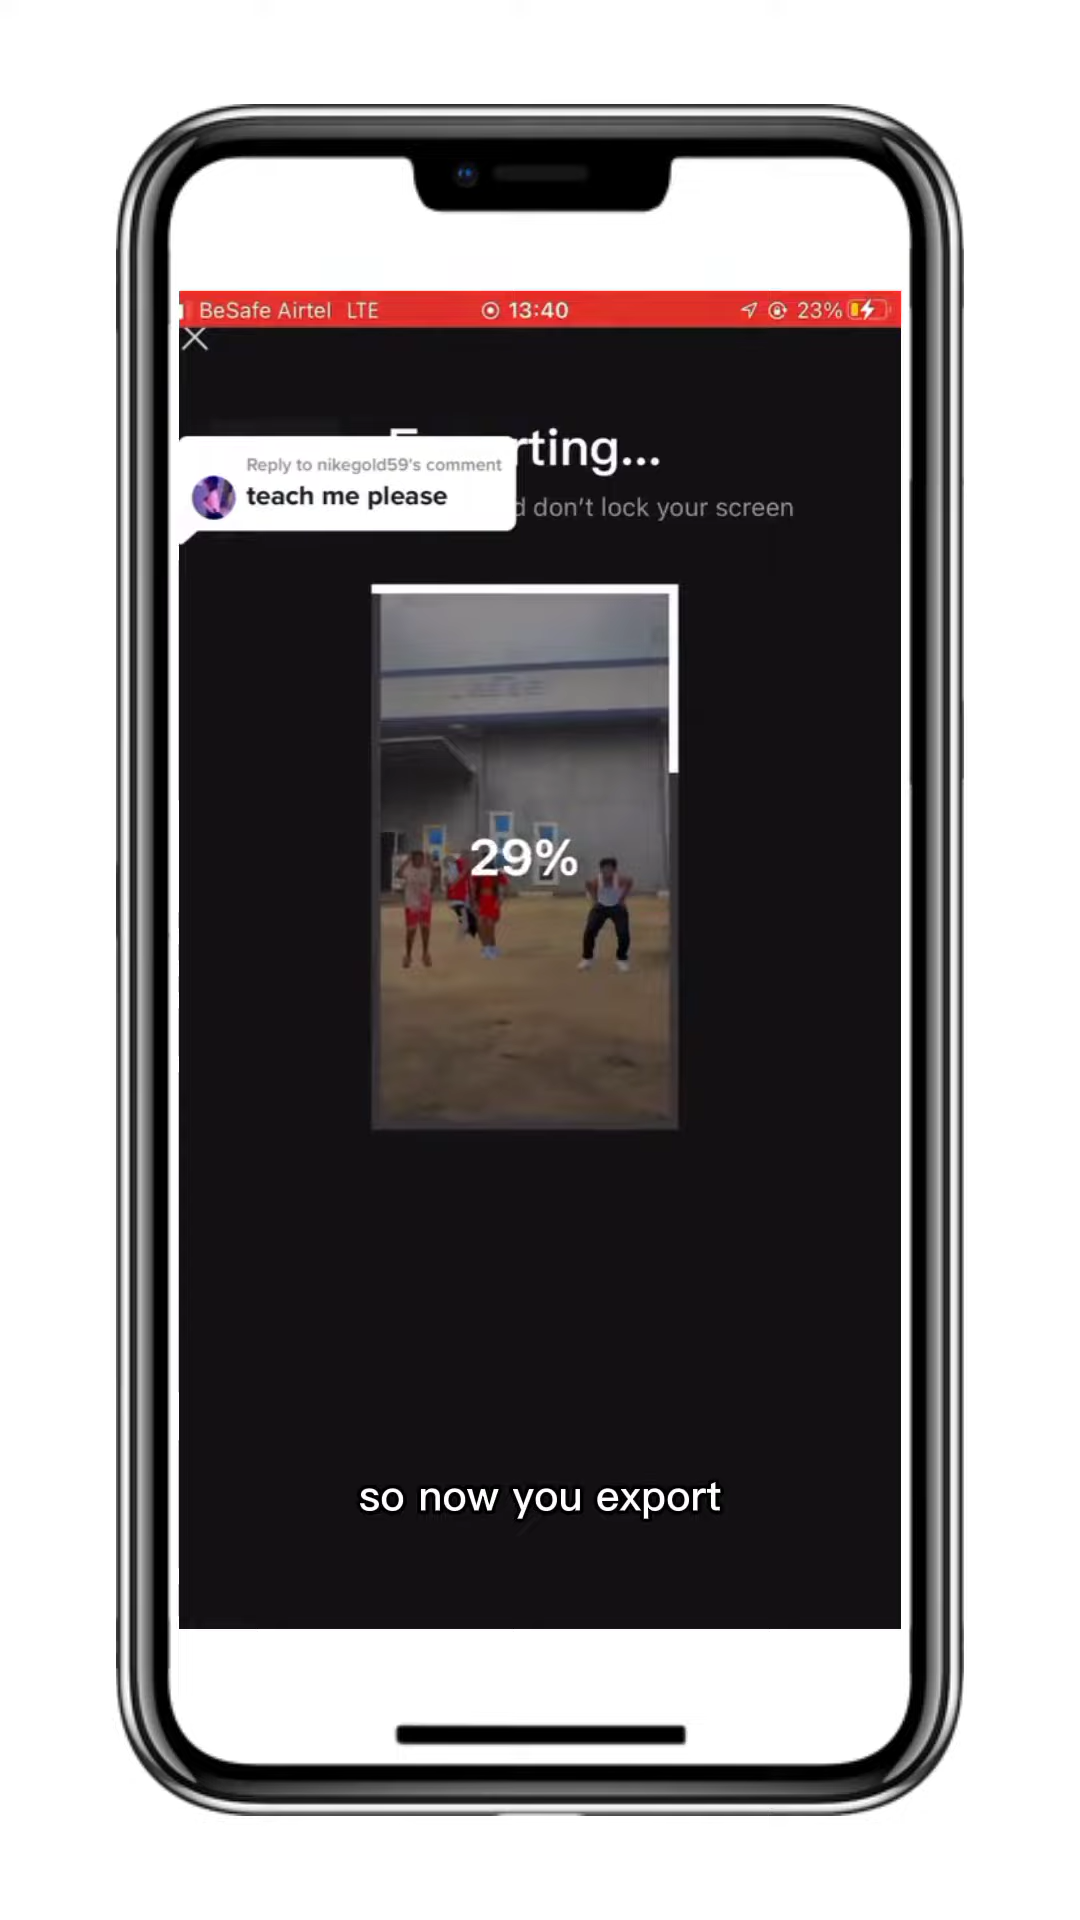 BeSafe Airtel LTE 13:40 23%
rting...
Reply to nikegold59's comment
teach me please
don't lock your screen
29%
so now you export